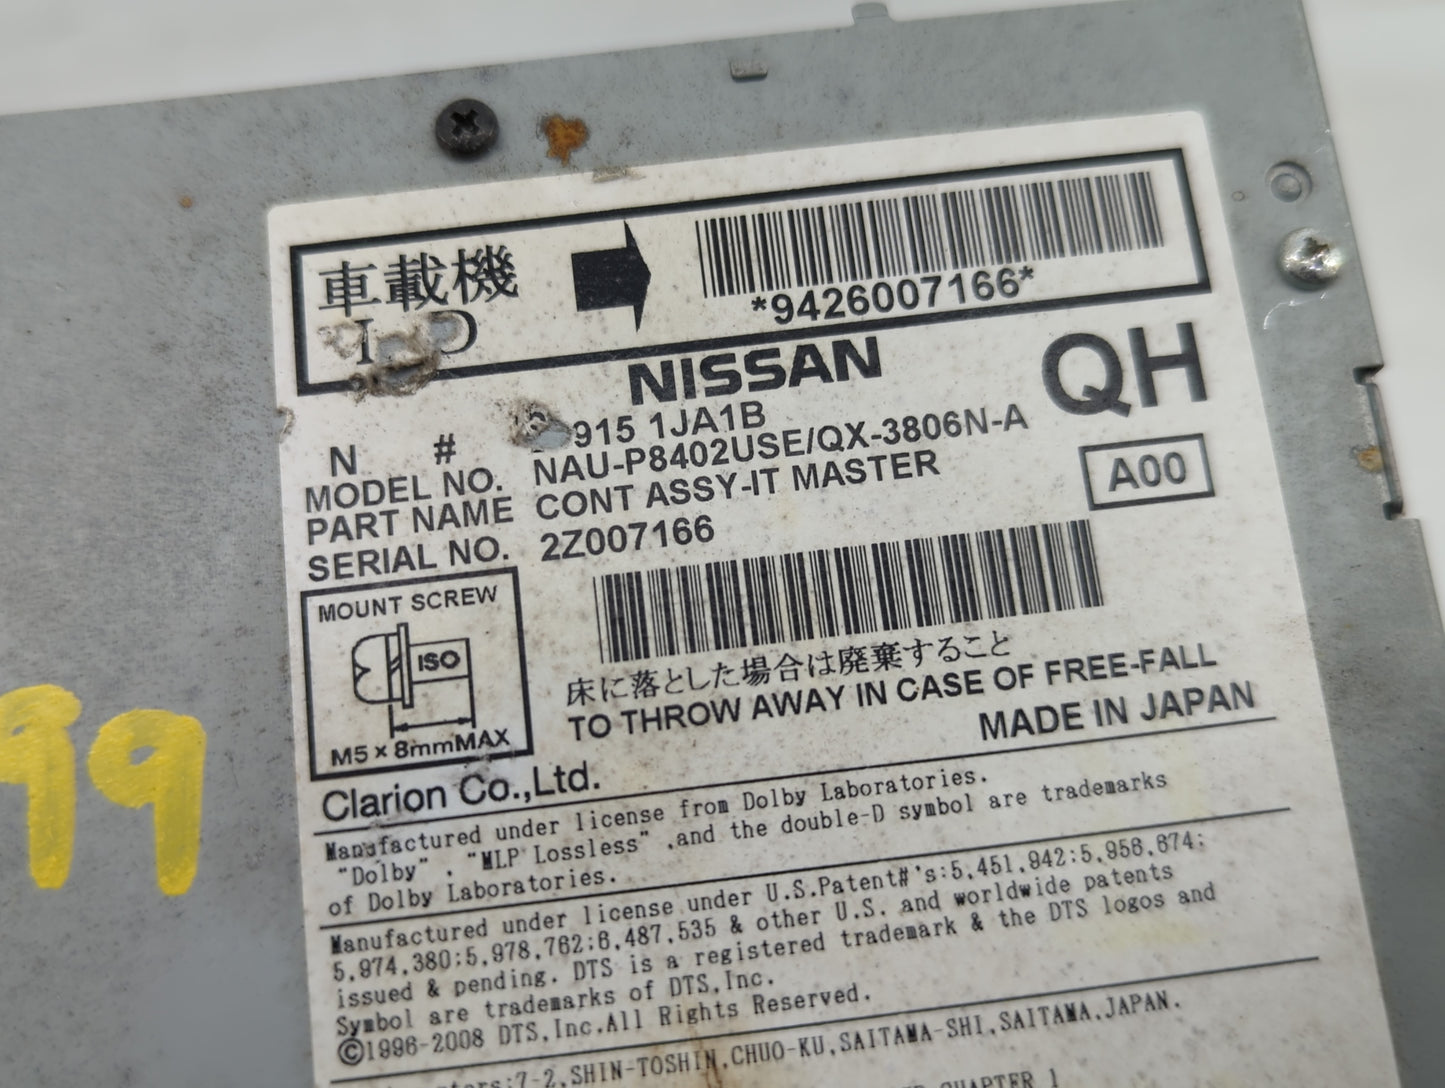 車載機
*9426007166*
NISSAN
QH
N #
915 1JA1B
MODEL NO. NAU-P8402USE/QX-3806N-A
PART NAME CONT ASSY-IT MASTER
A00
SERIAL NO. 2Z007166
MOUNT SCREW
ISO
M5×8mmMAX
床に落とした場合は廃棄すること
TO THROW AWAY IN CASE OF FREE-FALL
MADE IN JAPAN
Clarion Co.,Ltd.
Manufactured under license from Dolby Laboratories.
"Dolby", "MLP Lossless", and the double-D symbol are trademarks
of Dolby Laboratories.
Manufactured under license under U.S.Patent#'s:5,451,942;5,956,674;
5,974,380;5,978,762;6,487,535 & other U.S. and worldwide patents
issued & pending. DTS is a registered trademark & the DTS logos and
Symbol are trademarks of DTS,Inc.
©1996-2008 DTS,Inc.All Rights Reserved.
7-2,SHIN-TOSHIN,CHUO-KU,SAITAMA-SHI,SAITAMA,JAPAN.
CHAPTER 1
99